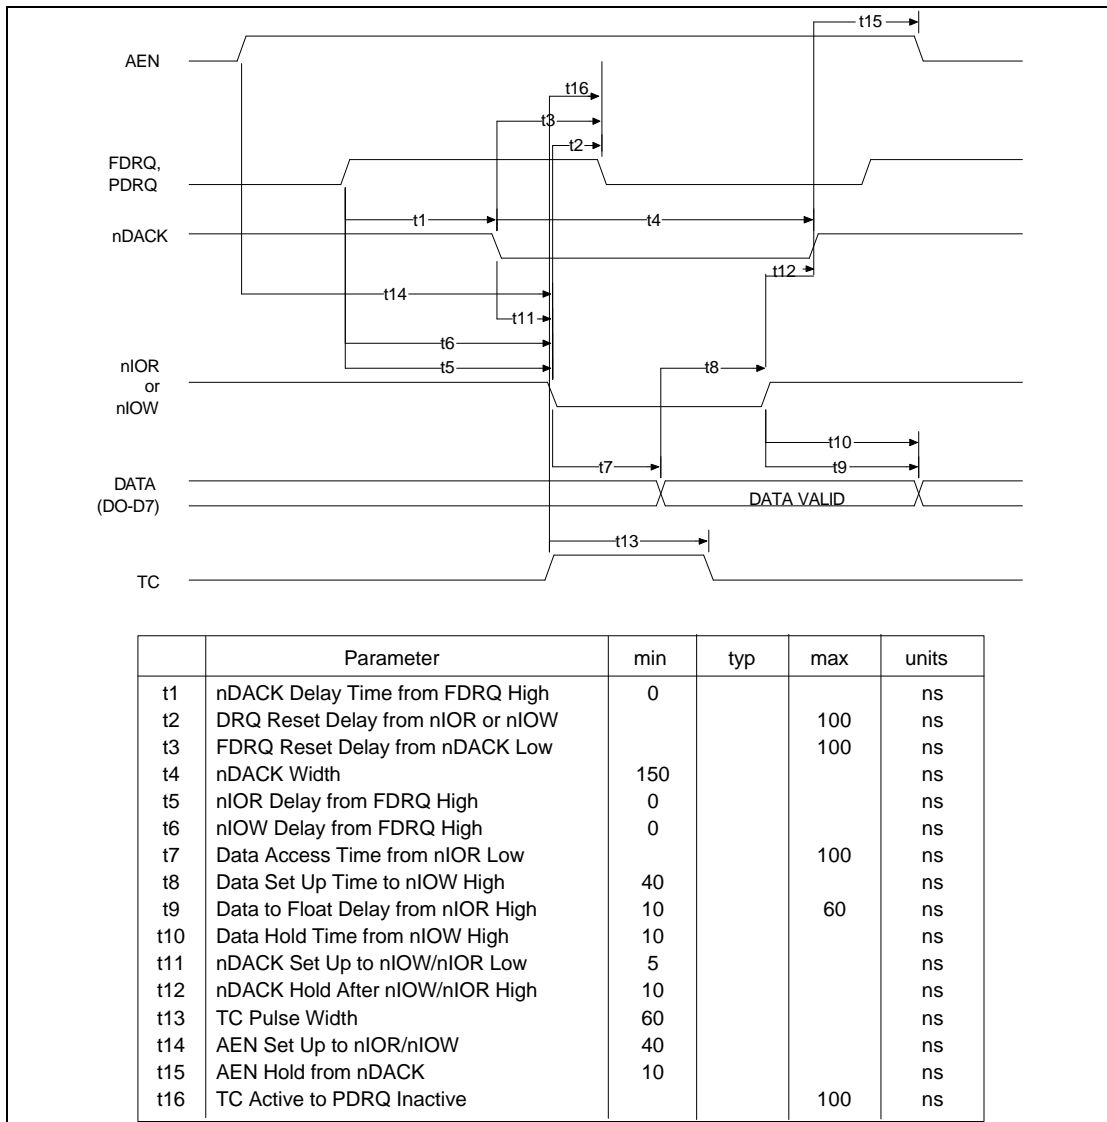 t15
AEN
t16
t3
t2
FDRQ,
PDRQ
t1
t4
nDACK
t12
t14
t11
t6
t5
t8
nIOR
or
nIOW
t10
t9
t7
DATA
(DO-D7)
DATA VALID
t13
TC
Parameter min typ max units
t1 nDACK Delay Time from FDRQ High 0 ns
t2 DRQ Reset Delay from nIOR or nIOW 100 ns
t3 FDRQ Reset Delay from nDACK Low 100 ns
t4 nDACK Width 150 ns
t5 nIOR Delay from FDRQ High 0 ns
t6 nIOW Delay from FDRQ High 0 ns
t7 Data Access Time from nIOR Low 100 ns
t8 Data Set Up Time to nIOW High 40 ns
t9 Data to Float Delay from nIOR High 10 60 ns
t10 Data Hold Time from nIOW High 10 ns
t11 nDACK Set Up to nIOW/nIOR Low 5 ns
t12 nDACK Hold After nIOW/nIOR High 10 ns
t13 TC Pulse Width 60 ns
t14 AEN Set Up to nIOR/nIOW 40 ns
t15 AEN Hold from nDACK 10 ns
t16 TC Active to PDRQ Inactive 100 ns